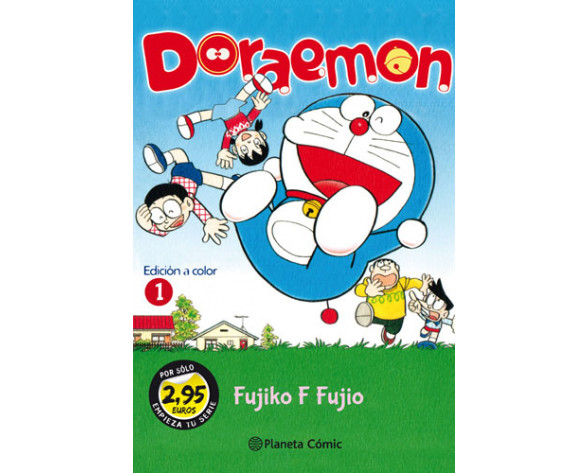 Doraemon
Edición a color
1
POR SÓLO
2,95
EUROS
EMPIEZA TU SERIE
Fujiko F Fujio
Planeta Cómic